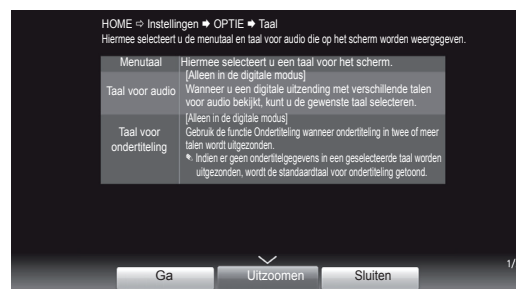 HOME ⇨ Instellingen ➡ OPTIE ➡ Taal
Hiermee selecteert u de menutaal en taal voor audio die op het scherm worden weergegeven.
Menutaal Hiermee selecteert u een taal voor het scherm.
[Alleen in de digitale modus]
Taal voor audio Wanneer u een digitale uitzending met verschillende talen
voor audio bekijkt, kunt u de gewenste taal selecteren.
[Alleen in de digitale modus]
Taal voor Gebruik de functie Ondertiteling wanneer ondertiteling in twee of meer
ondertiteling talen wordt uitgezonden.
Indien er geen ondertitelgegevens in een geselecteerde taal worden
uitgezonden, wordt de standaardtaal voor ondertiteling getoond.
1/
Ga Uitzoomen Sluiten